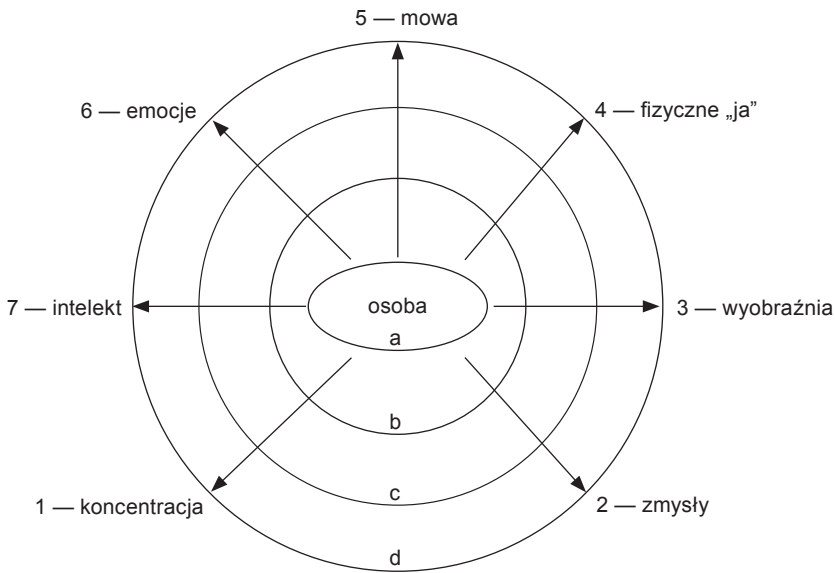 5 — mowa
6 — emocje
4 — fizyczne „ja”
7 — intelekt
osoba
a
3 — wyobraźnia
b
1 — koncentracja
c
2 — zmysły
d